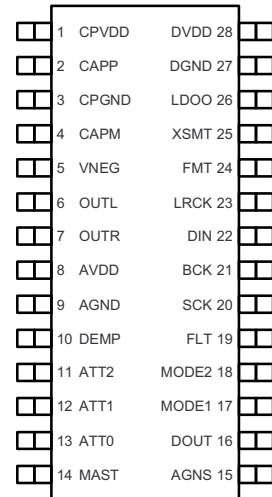 1 CPVDD DVDD 28
2 CAPP DGND 27
3 CPGND LDOO 26
4 CAPM XSMT 25
5 VNEG FMT 24
6 OUTL LRCK 23
7 OUTR DIN 22
8 AVDD BCK 21
9 AGND SCK 20
10 DEMP FLT 19
11 ATT2 MODE2 18
12 ATT1 MODE1 17
13 ATT0 DOUT 16
14 MAST AGNS 15